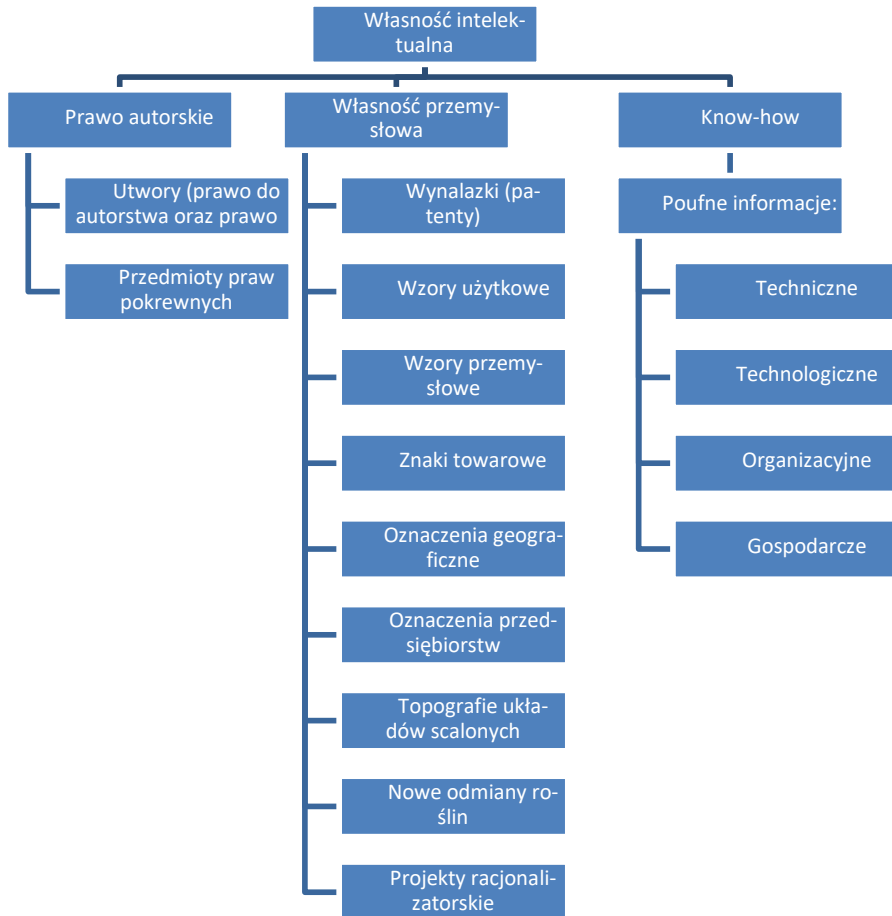 Własność intelek-
tualna
Prawo autorskie
Utwory (prawo do
autorstwa oraz prawo
Przedmioty praw
pokrewnych
Własność przemy-
słowa
Wynalazki (pa-
tenty)
Wzory użytkowe
Wzory przemy-
słowe
Znaki towarowe
Oznaczenia geogra-
ficzne
Oznaczenia przed-
siębiorstw
Topografie ukła-
dów scalonych
Nowe odmiany ro-
ślin
Projekty racjonali-
zatorskie
Know-how
Poufne informacje:
Techniczne
Technologiczne
Organizacyjne
Gospodarcze